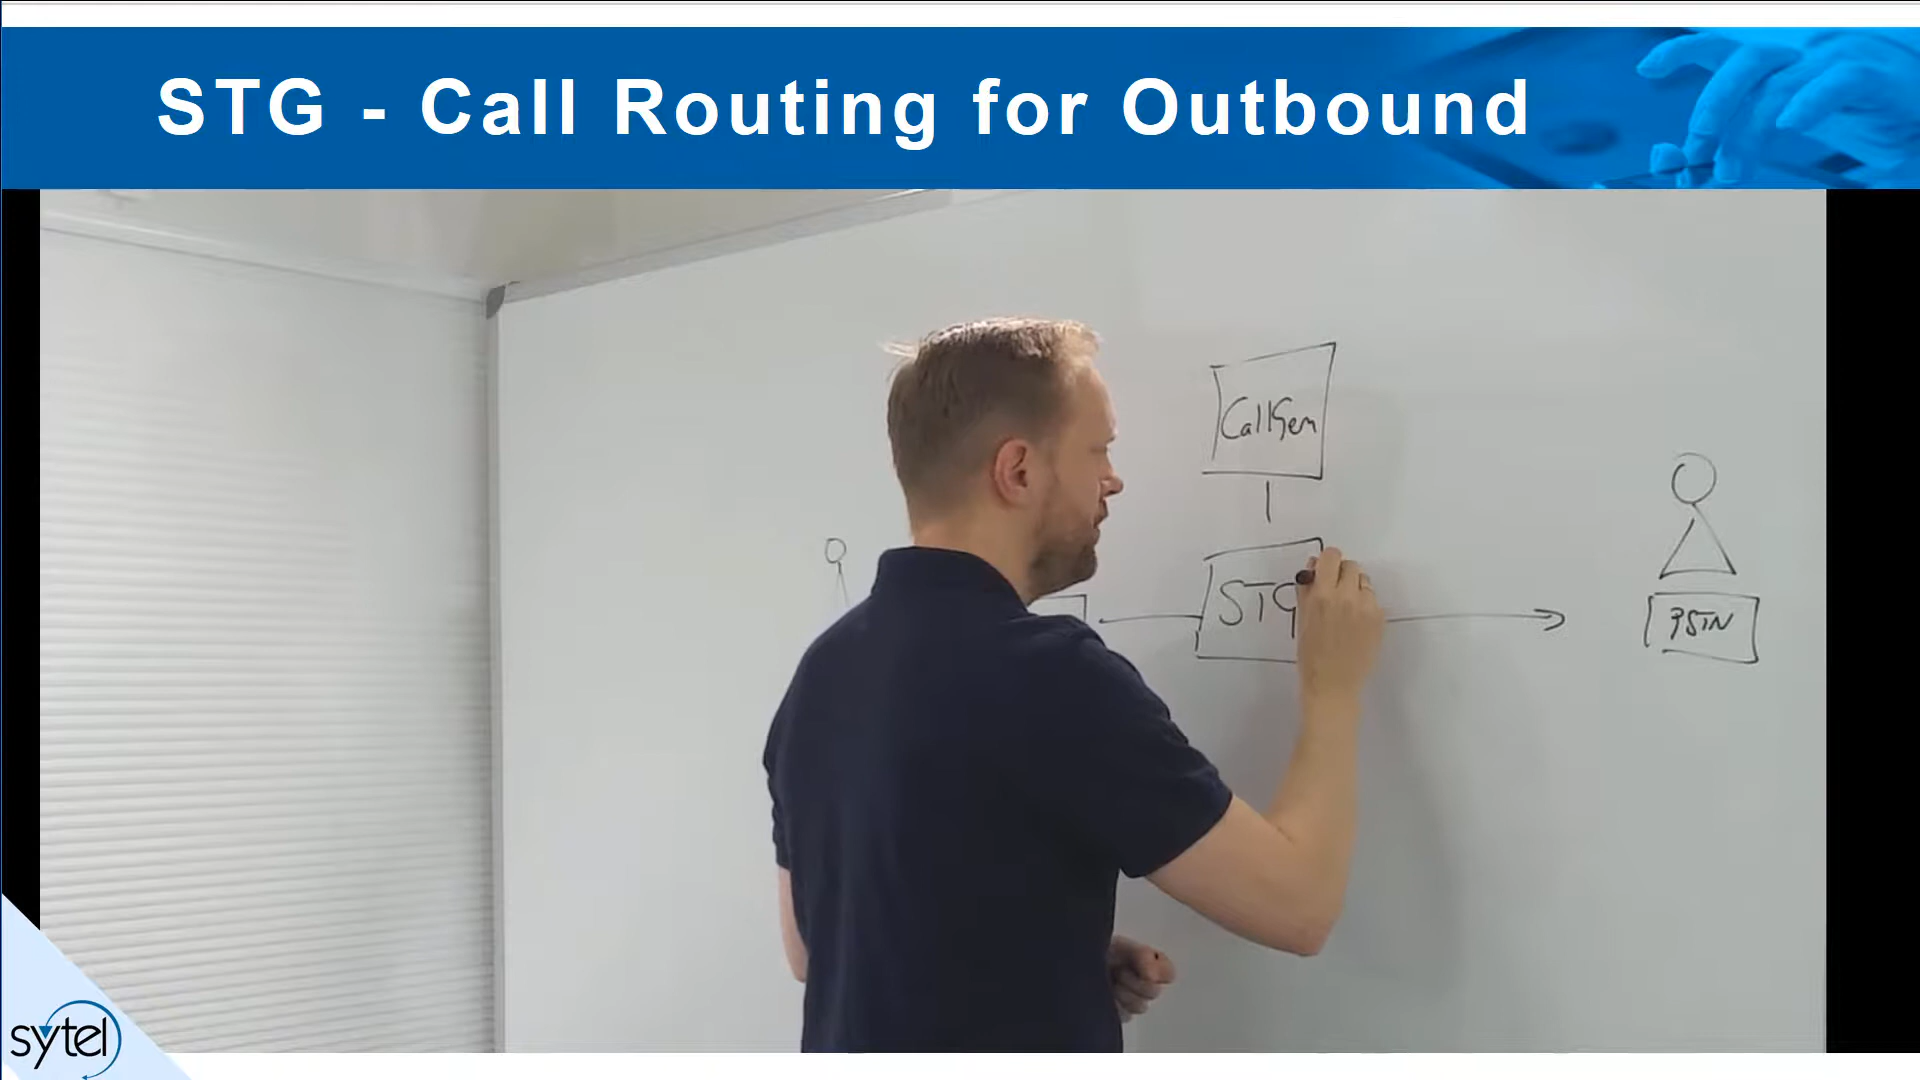 STG - Call Routing for Outbound
CallGen
STG
PSTN
sytel